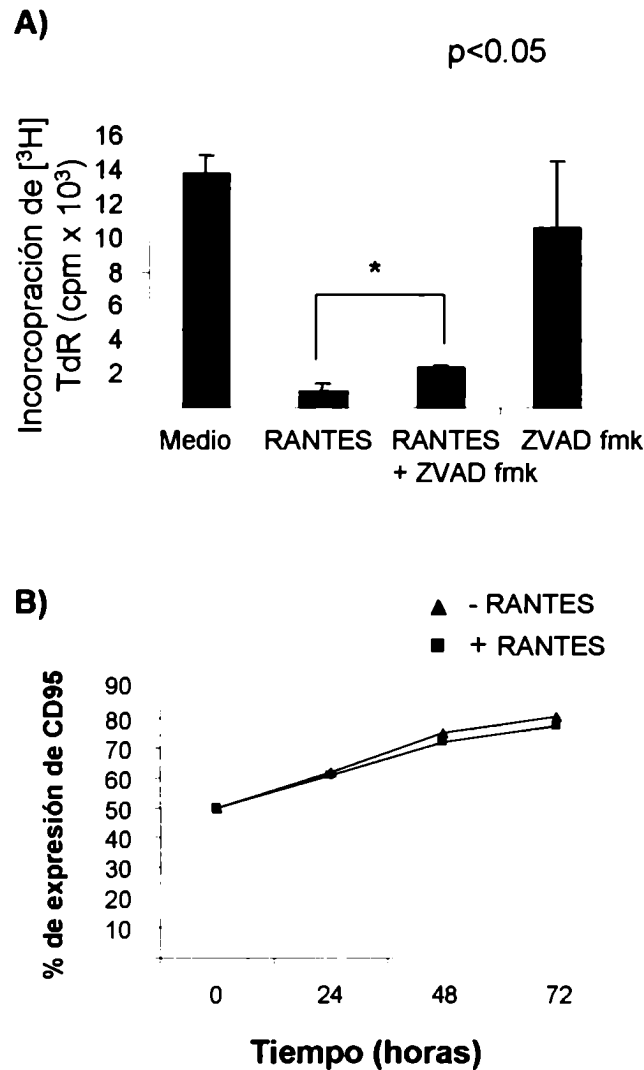 A)
p<0.05
Incorcopración de [³H]
TdR (cpm x 10³)
16
14
12
10
8
6
4
2
*
Medio
RANTES
RANTES
+ ZVAD fmk
ZVAD fmk
B)
▲ - RANTES
■ + RANTES
% de expresión de CD95
90
80
70
60
50
40
30
20
10
0
24
48
72
Tiempo (horas)